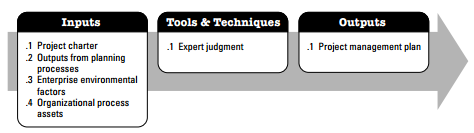 Inputs
.1 Project charter
.2 Outputs from planning
processes
.3 Enterprise environmental
factors
.4 Organizational process
assets
Tools & Techniques
.1 Expert judgment
Outputs
.1 Project management plan